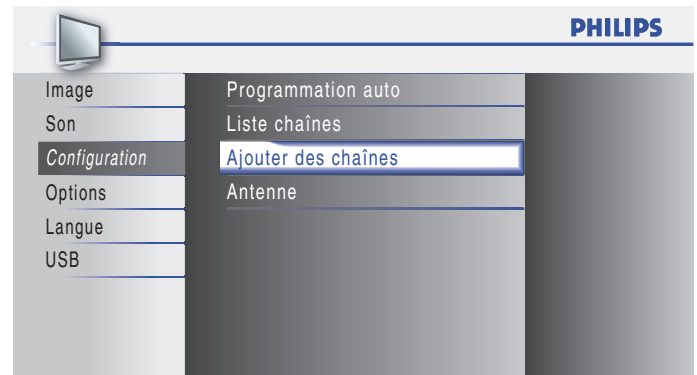 PHILIPS
Image
Son
Configuration
Options
Langue
USB
Programmation auto
Liste chaînes
Ajouter des chaînes
Antenne